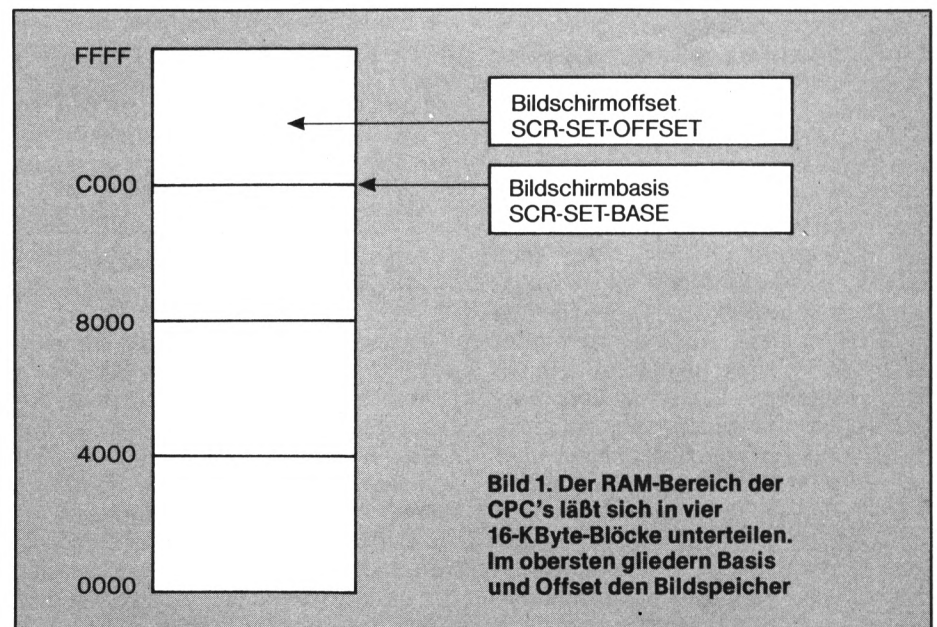 FFFF
Bildschirmoffset
SCR-SET-OFFSET
C000
Bildschirmbasis
SCR-SET-BASE
8000
4000
Bild 1. Der RAM-Bereich der
CPC's läßt sich in vier
16-KByte-Blöcke unterteilen.
Im obersten gliedern Basis
und Offset den Bildspeicher
0000